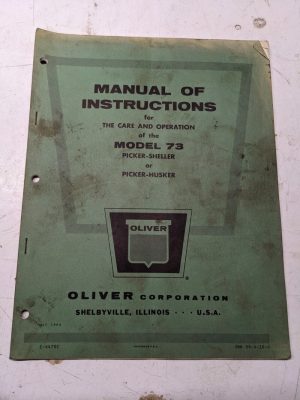 MANUAL OF
INSTRUCTIONS
for
THE CARE AND OPERATION
of the
MODEL 73
PICKER-SHELLER
or
PICKER-HUSKER
OLIVER
OLIVER CORPORATION
SHELBYVILLE, ILLINOIS · · · U.S.A.